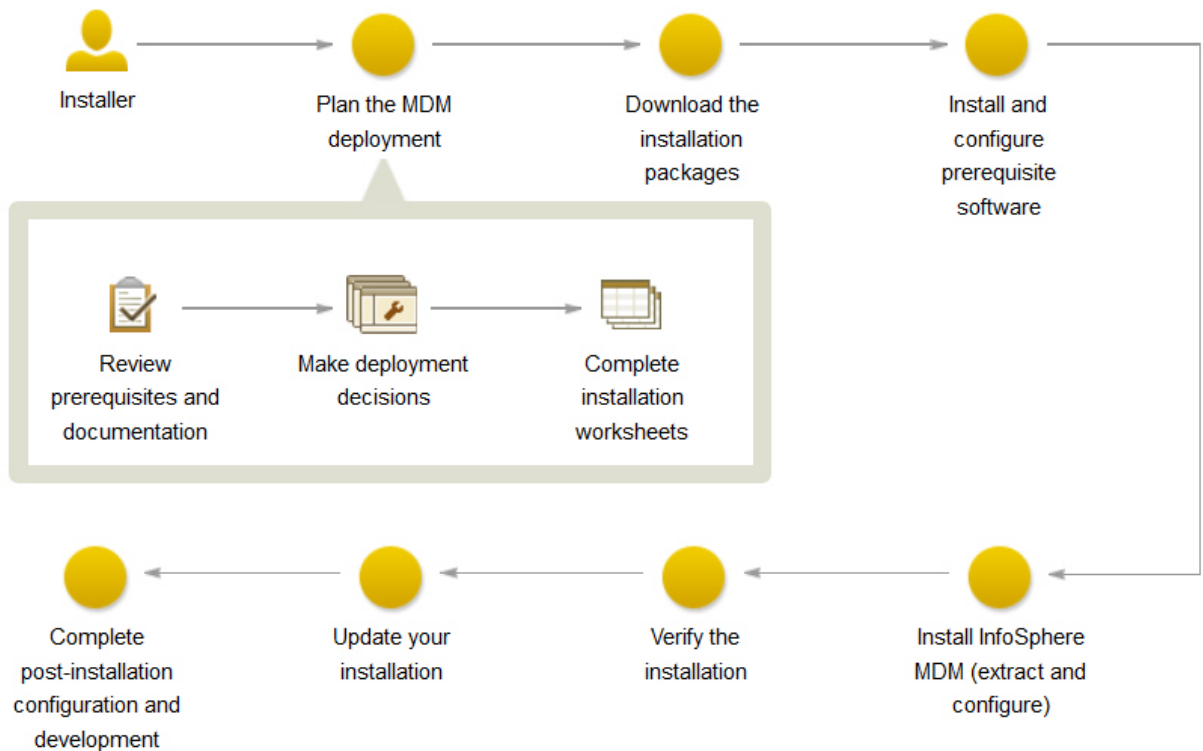 Installer
Plan the MDM
deployment
Download the
installation
packages
Install and
configure
prerequisite
software
Review
prerequisites and
documentation
Make deployment
decisions
Complete
installation
worksheets
Complete
post-installation
configuration and
development
Update your
installation
Verify the
installation
Install InfoSphere
MDM (extract and
configure)